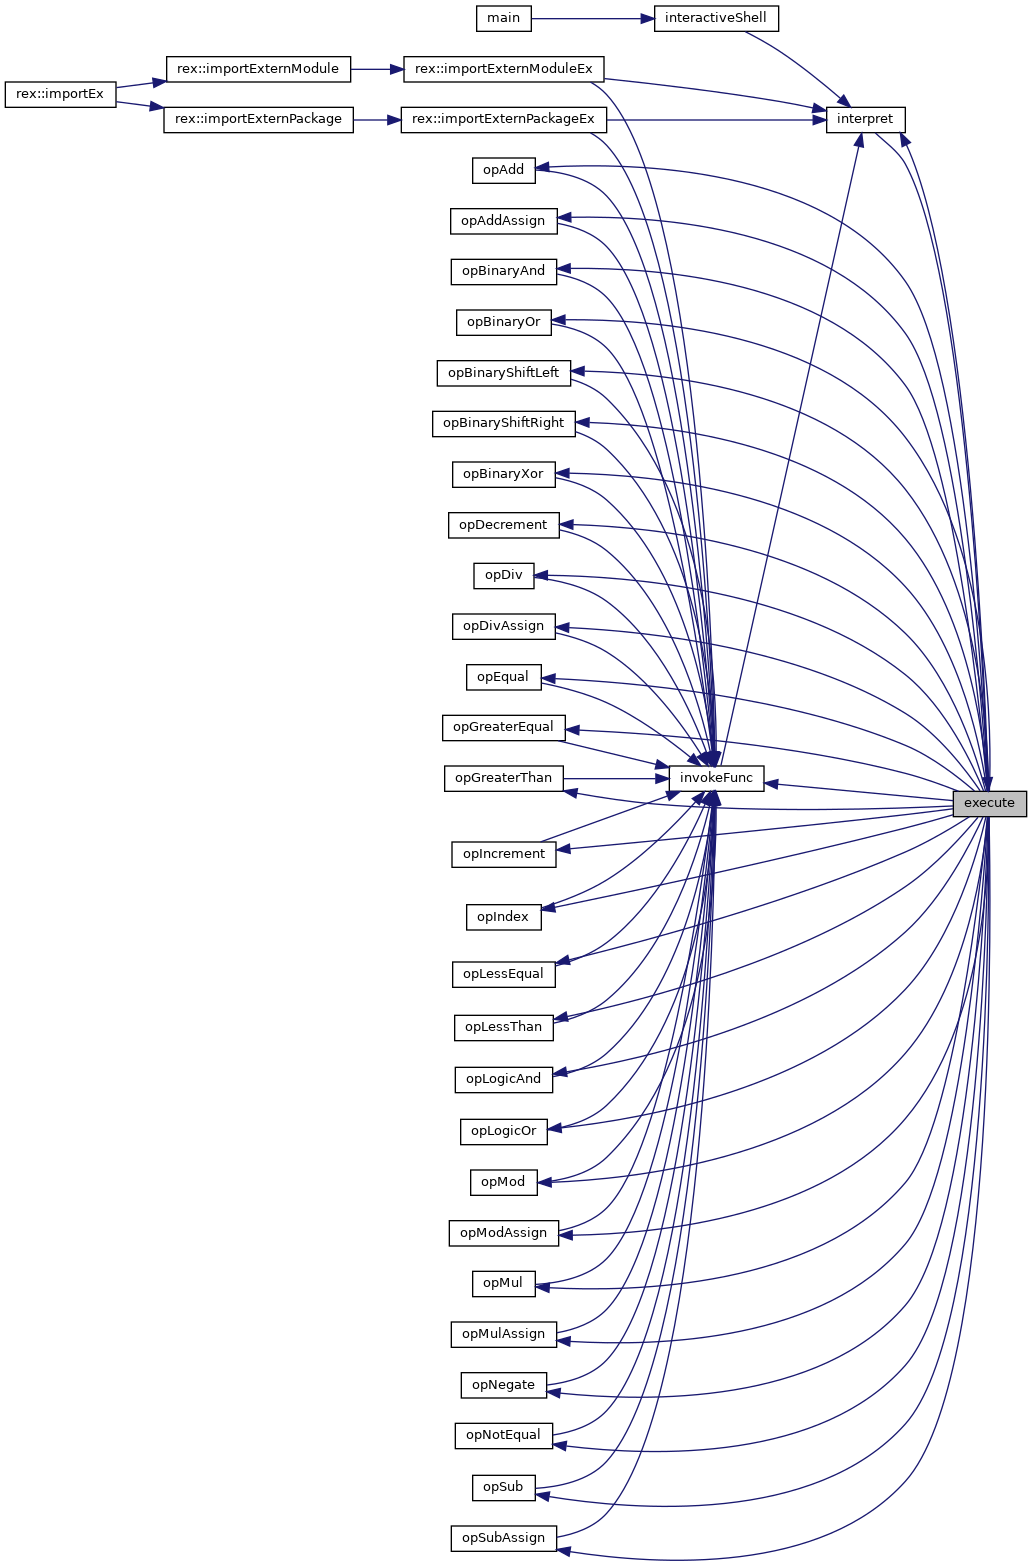 main
interactiveShell
rex::importExternModule
rex::importExternModuleEx
rex::importEx
rex::importExternPackage
rex::importExternPackageEx
interpret
opAdd
opAddAssign
opBinaryAnd
opBinaryOr
opBinaryShiftLeft
opBinaryShiftRight
opBinaryXor
opDecrement
opDiv
opDivAssign
opEqual
opGreaterEqual
opGreaterThan
invokeFunc
execute
opIncrement
opIndex
opLessEqual
opLessThan
opLogicAnd
opLogicOr
opMod
opModAssign
opMul
opMulAssign
opNegate
opNotEqual
opSub
opSubAssign